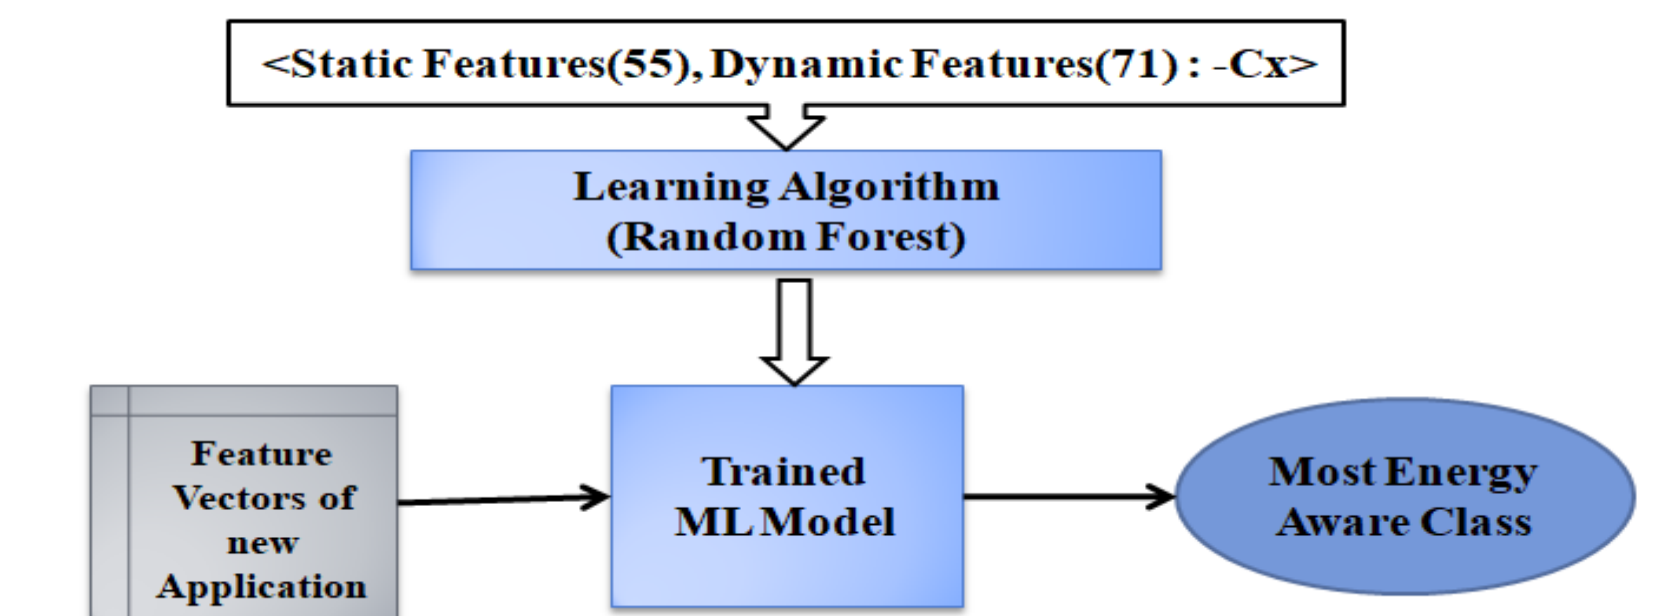 <Static Features(55), Dynamic Features(71) : -Cx>
Learning Algorithm
(Random Forest)
Feature
Vectors of
new
Application
Trained
ML Model
Most Energy
Aware Class